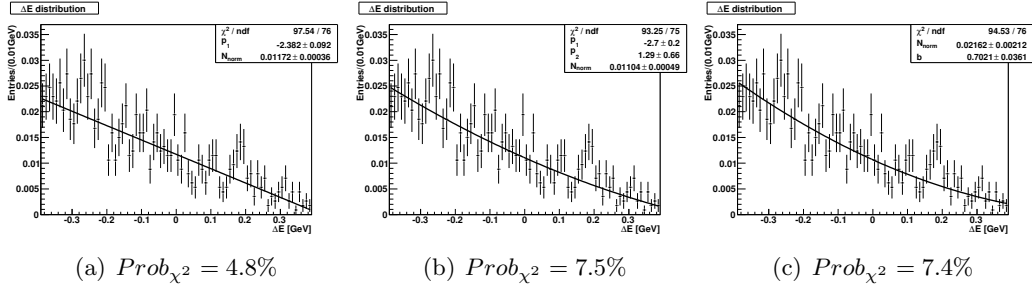 ΔE distribution
χ² / ndf 97.54 / 76
p₁ -2.382 ± 0.092
Nnorm 0.01172 ± 0.00036
Entries/(0.01GeV)
0.035
0.03
0.025
0.02
0.015
0.01
0.005
0
-0.3 -0.2 -0.1 0 0.1 0.2 0.3
ΔE [GeV]
(a) Probχ² = 4.8%
ΔE distribution
χ² / ndf 93.25 / 75
p₁ -2.7 ± 0.2
p₂ 1.29 ± 0.66
Nnorm 0.01104 ± 0.00049
Entries/(0.01GeV)
0.035
0.03
0.025
0.02
0.015
0.01
0.005
0
-0.3 -0.2 -0.1 0 0.1 0.2 0.3
ΔE [GeV]
(b) Probχ² = 7.5%
ΔE distribution
χ² / ndf 94.53 / 76
Nnorm 0.02162 ± 0.00212
b 0.7021 ± 0.0361
Entries/(0.01GeV)
0.035
0.03
0.025
0.02
0.015
0.01
0.005
0
-0.3 -0.2 -0.1 0 0.1 0.2 0.3
ΔE [GeV]
(c) Probχ² = 7.4%